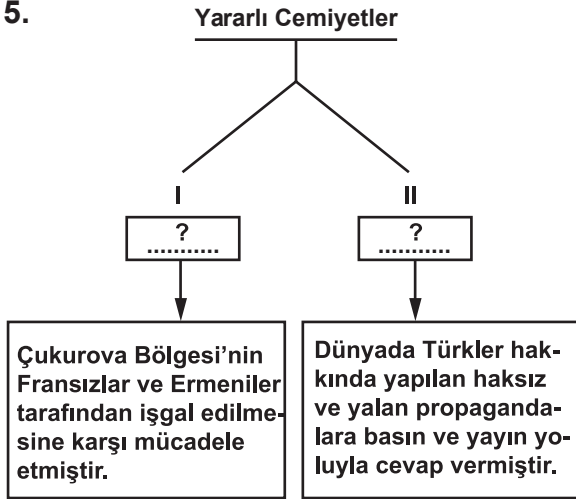 5.
Yararlı Cemiyetler
I
II
?
...........
?
...........
Çukurova Bölgesi’nin
Fransızlar ve Ermeniler
tarafından işgal edilme-
sine karşı mücadele
etmiştir.
Dünyada Türkler hak-
kında yapılan haksız
ve yalan propaganda-
lara basın ve yayın yo-
luyla cevap vermiştir.